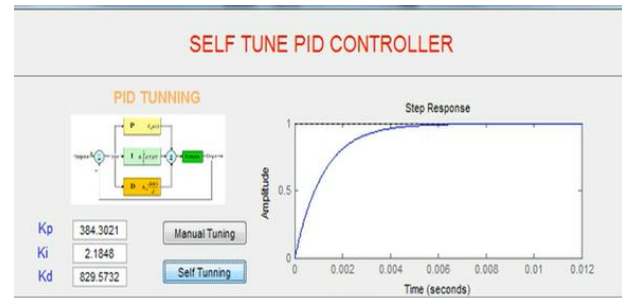 SELF TUNE PID CONTROLLER
PID TUNNING
P
I
D
Kp 384.3021
Ki 2.1848
Kd 829.5732
Manual Tuning
Self Tunning
Step Response
Amplitude
1
0.5
0
0 0.002 0.004 0.006 0.008 0.01 0.012
Time (seconds)